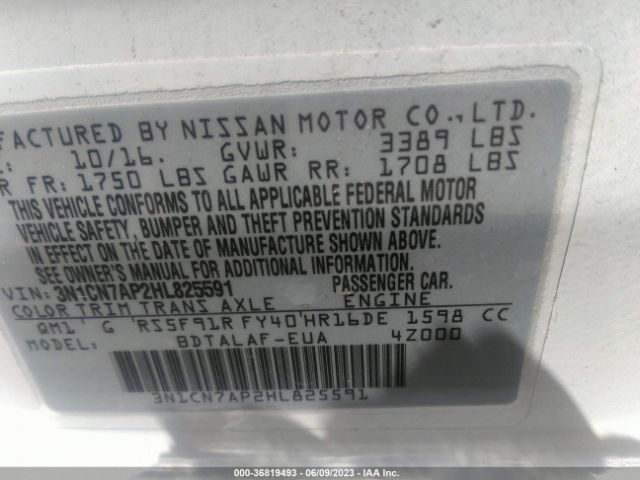 FACTURED BY NISSAN MOTOR CO.,LTD.
: 10/16. GVWR: 3389 LBS
R FR: 1750 LBS GAWR RR: 1708 LBS
THIS VEHICLE CONFORMS TO ALL APPLICABLE FEDERAL MOTOR
VEHICLE SAFETY, BUMPER AND THEFT PREVENTION STANDARDS
IN EFFECT ON THE DATE OF MANUFACTURE SHOWN ABOVE.
SEE OWNER'S MANUAL FOR ADDITIONAL INFORMATION.
VIN: 3N1CN7AP2HL825591 PASSENGER CAR.
COLOR TRIM TRANS AXLE ENGINE
QM1 G RS5F91R FY40 HR16DE 1598 CC
MODEL: BDTALAF-EUA 4Z000
3N1CN7AP2HL825591
000-36819493 - 06/09/2023 - IAA Inc.